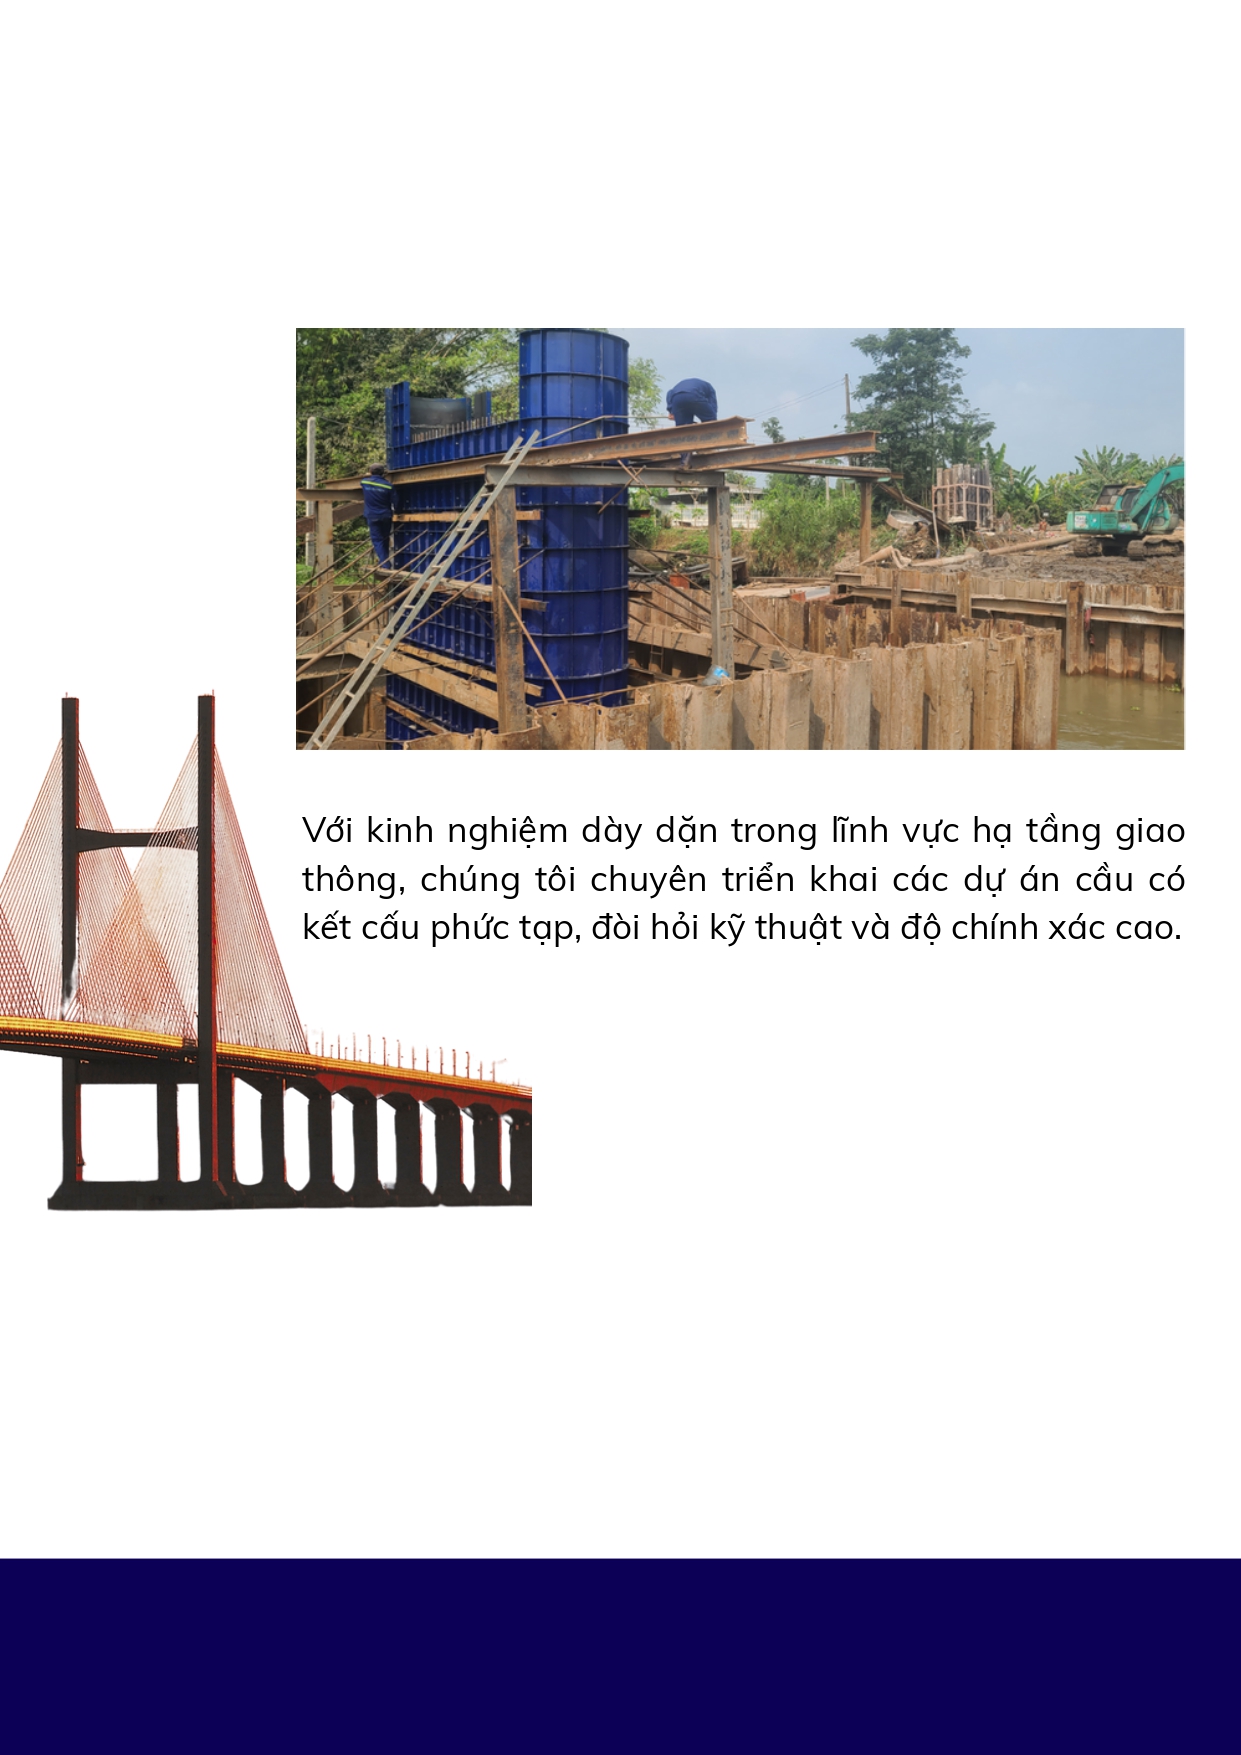 Với kinh nghiệm dày dặn trong lĩnh vực hạ tầng giao
thông, chúng tôi chuyên triển khai các dự án cầu có
kết cấu phức tạp, đòi hỏi kỹ thuật và độ chính xác cao.